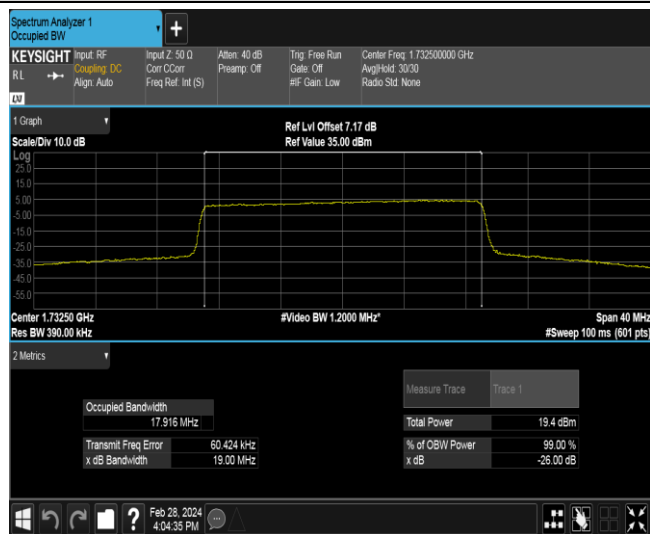 Spectrum Analyzer 1
Occupied BW
+
KEYSIGHT Input: RF Input Z: 50 Ω Atten: 40 dB Trig: Free Run Center Freq: 1.732500000 GHz
RL Coupling: DC Corr CCorr Preamp: Off Gate: Off Avg|Hold: 30/30
Align: Auto Freq Ref: Int (S) #IF Gain: Low Radio Std: None
LXI
1 Graph
Ref Lvl Offset 7.17 dB
Scale/Div 10.0 dB Ref Value 35.00 dBm
Log
25.0
15.0
5.00
-5.00
-15.0
-25.0
-35.0
-45.0
-55.0
Center 1.73250 GHz #Video BW 1.2000 MHz* Span 40 MHz
Res BW 390.00 kHz #Sweep 100 ms (601 pts)
2 Metrics
Measure Trace Trace 1
Occupied Bandwidth
17.916 MHz Total Power 19.4 dBm
Transmit Freq Error 60.424 kHz % of OBW Power 99.00 %
x dB Bandwidth 19.00 MHz x dB -26.00 dB
? Feb 28, 2024
4:04:35 PM